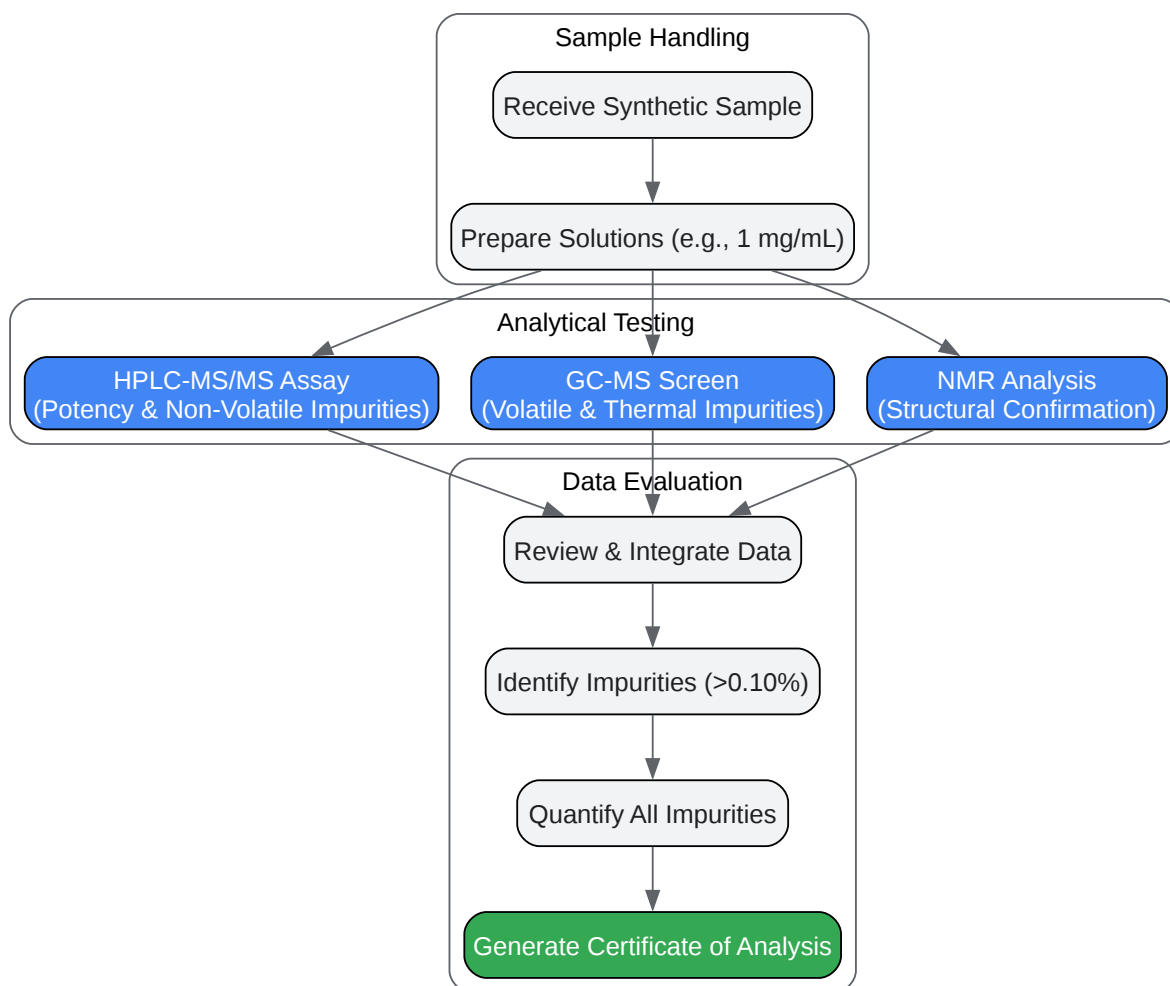 Sample Handling
Receive Synthetic Sample
Prepare Solutions (e.g., 1 mg/mL)
Analytical Testing
HPLC-MS/MS Assay
(Potency & Non-Volatile Impurities)
GC-MS Screen
(Volatile & Thermal Impurities)
NMR Analysis
(Structural Confirmation)
Data Evaluation
Review & Integrate Data
Identify Impurities (>0.10%)
Quantify All Impurities
Generate Certificate of Analysis